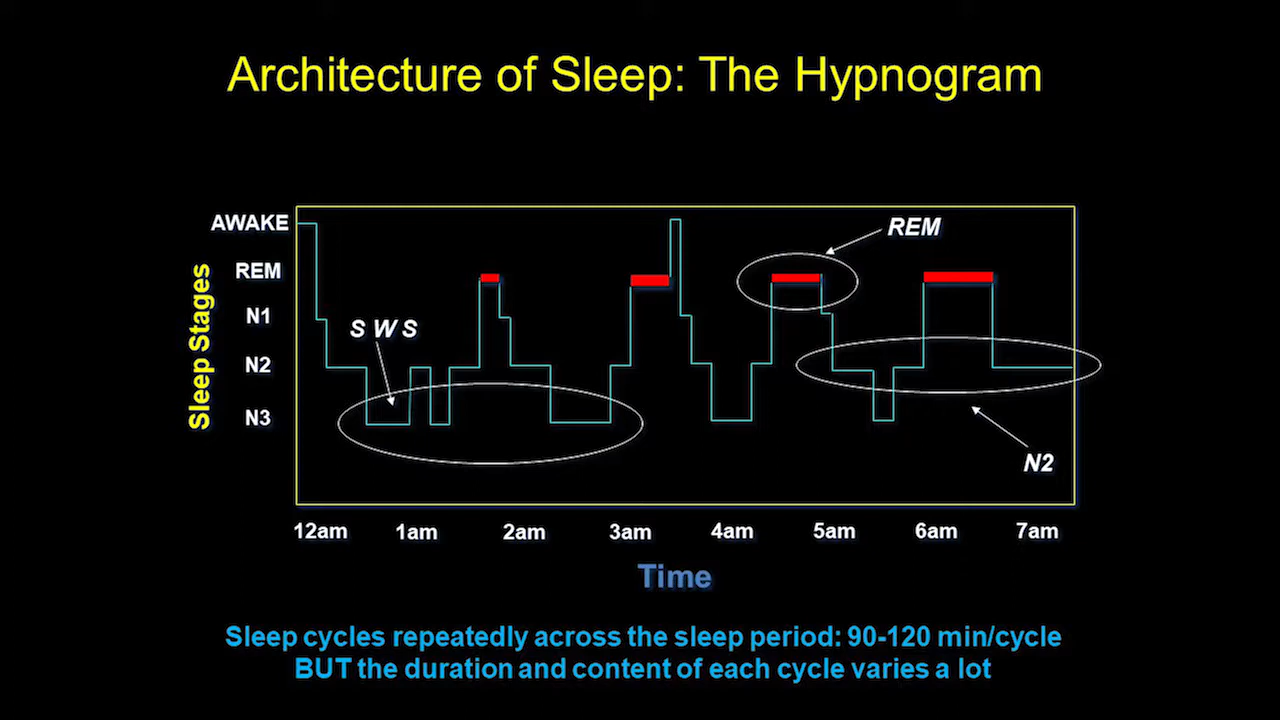 Architecture of Sleep: The Hypnogram
AWAKE
REM
N1
N2
N3
Sleep Stages
S W S
REM
N2
12am 1am 2am 3am 4am 5am 6am 7am
Time
Sleep cycles repeatedly across the sleep period: 90-120 min/cycle
BUT the duration and content of each cycle varies a lot